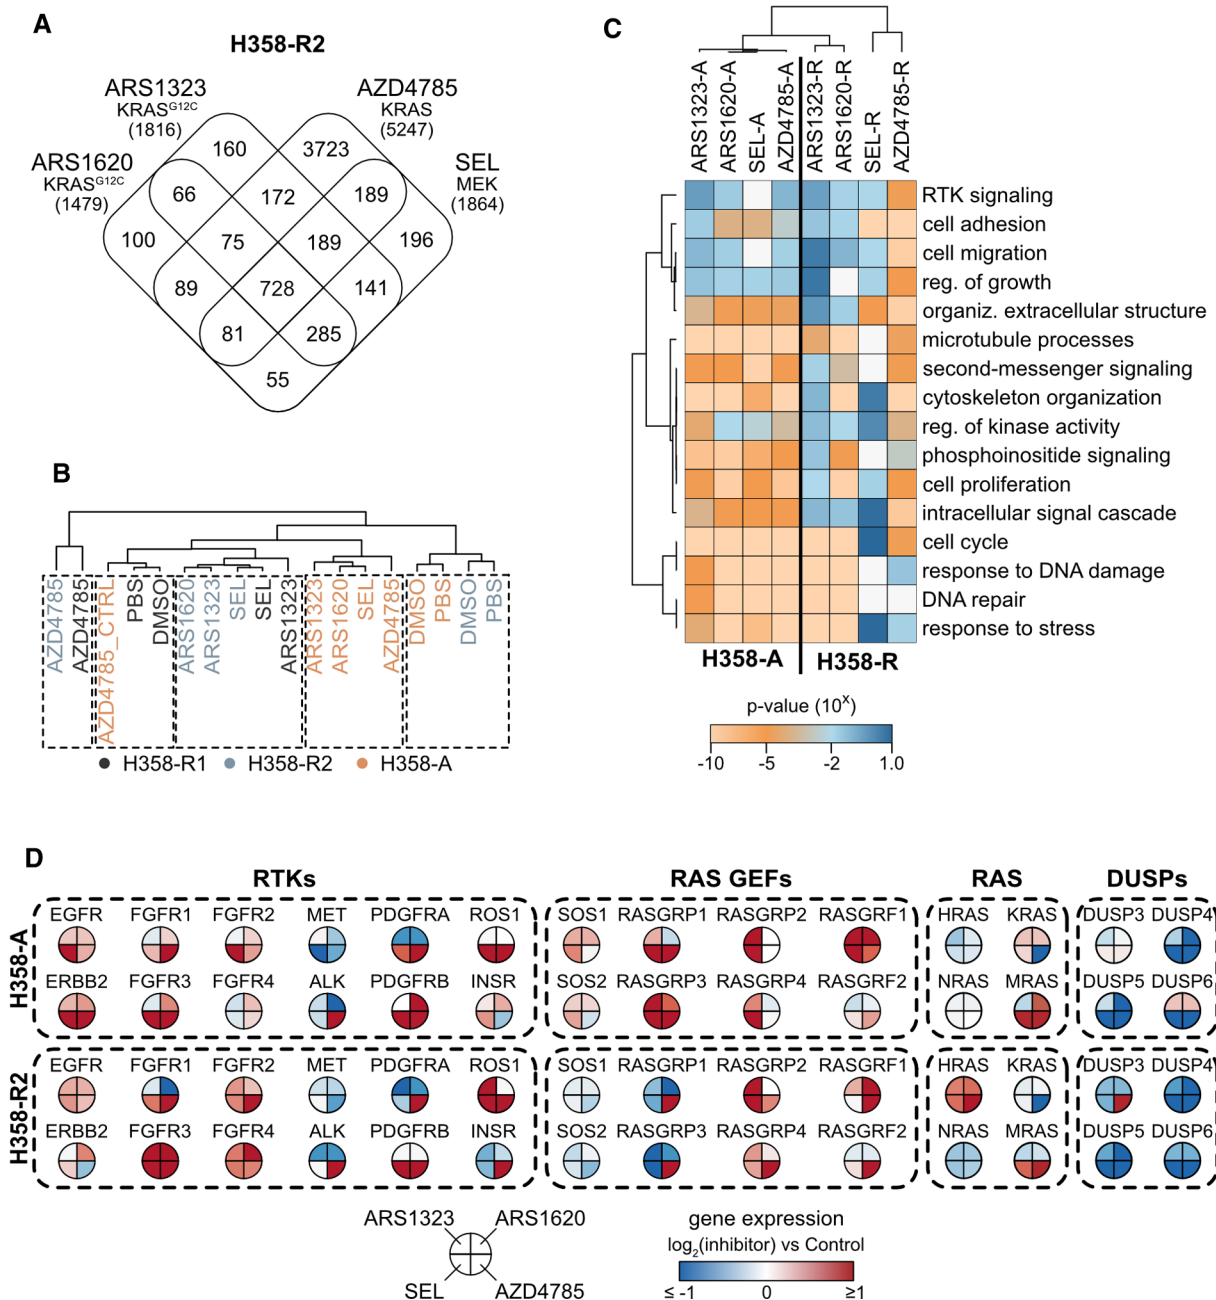 A
H358-R2
ARS1323
KRASG12C
(1816)
AZD4785
KRAS
(5247)
ARS1620
KRASG12C
(1479)
SEL
MEK
(1864)
160
3723
66
172
189
100
75
189
196
89
728
141
81
285
55
B
AZD4785
AZD4785
AZD4785_CTRL
PBS
DMSO
ARS1620
ARS1323
SEL
SEL
ARS1323
ARS1323
ARS1620
SEL
AZD4785
DMSO
PBS
DMSO
PBS
H358-R1
H358-R2
H358-A
C
ARS1323-A
ARS1620-A
SEL-A
AZD4785-A
ARS1323-R
ARS1620-R
SEL-R
AZD4785-R
RTK signaling
cell adhesion
cell migration
reg. of growth
organiz. extracellular structure
microtubule processes
second-messenger signaling
cytoskeleton organization
reg. of kinase activity
phosphoinositide signaling
cell proliferation
intracellular signal cascade
cell cycle
response to DNA damage
DNA repair
response to stress
H358-A H358-R
p-value (10x)
-10 -5 -2 1.0
D
RTKs RAS GEFs RAS DUSPs
H358-A
EGFR FGFR1 FGFR2 MET PDGFRA ROS1 SOS1 RASGRP1 RASGRP2 RASGRF1 HRAS KRAS DUSP3 DUSP4
ERBB2 FGFR3 FGFR4 ALK PDGFRB INSR SOS2 RASGRP3 RASGRP4 RASGRF2 NRAS MRAS DUSP5 DUSP6
H358-R2
EGFR FGFR1 FGFR2 MET PDGFRA ROS1 SOS1 RASGRP1 RASGRP2 RASGRF1 HRAS KRAS DUSP3 DUSP4
ERBB2 FGFR3 FGFR4 ALK PDGFRB INSR SOS2 RASGRP3 RASGRP4 RASGRF2 NRAS MRAS DUSP5 DUSP6
ARS1323 ARS1620
SEL AZD4785
gene expression
log2(inhibitor) vs Control
≤ -1 0 ≥1